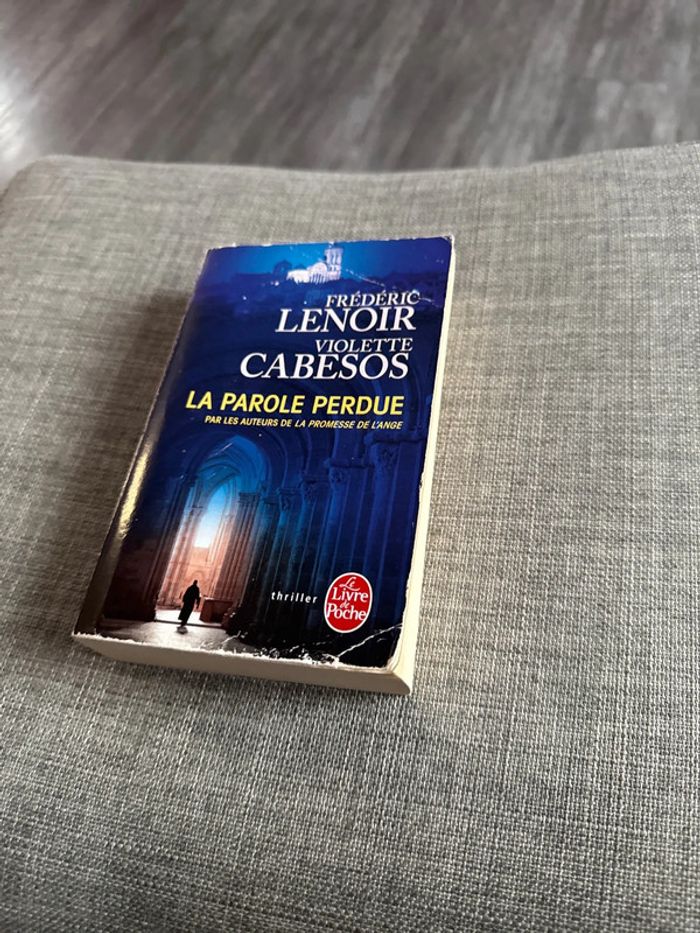 FRÉDÉRIC
LENOIR
VIOLETTE
CABESOS
LA PAROLE PERDUE
PAR LES AUTEURS DE LA PROMESSE DE L'ANGE
thriller
Le
Livre
de
Poche